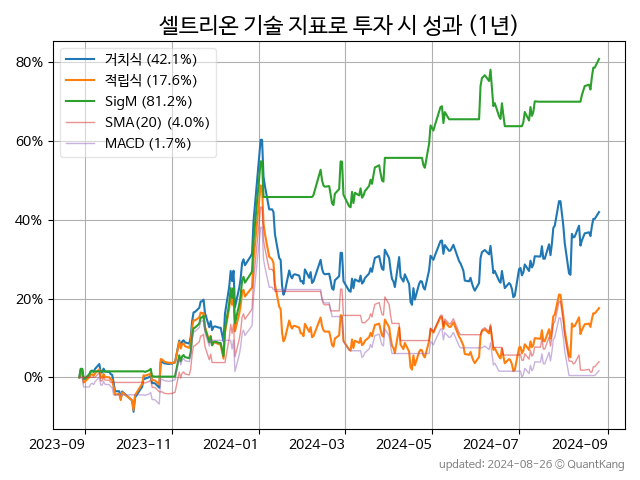 셀트리온 기술 지표로 투자 시 성과 (1년)
거치식 (42.1%)
적립식 (17.6%)
SigM (81.2%)
SMA(20) (4.0%)
MACD (1.7%)
80%
60%
40%
20%
0%
2023-09 2023-11 2024-01 2024-03 2024-05 2024-07 2024-09
updated: 2024-08-26 © QuantKang